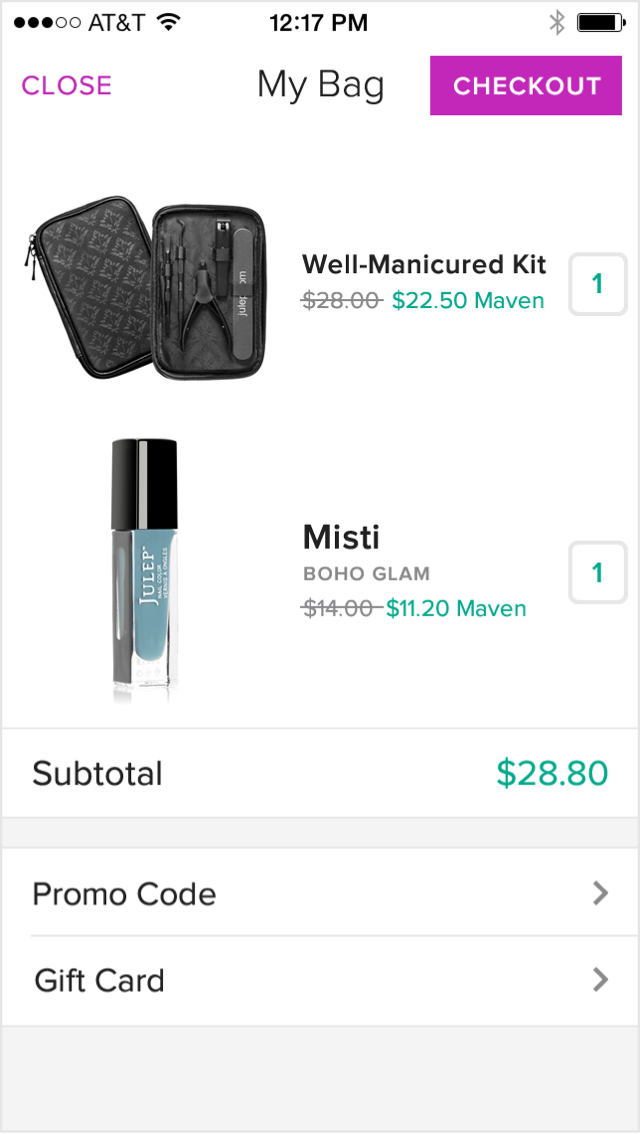 AT&T 12:17 PM
CLOSE My Bag CHECKOUT
julep .com
Well-Manicured Kit
$28.00 $22.50 Maven
1
JULEP™
NAIL COLOR
VERNIS À ONGLES
Misti
BOHO GLAM
$14.00 $11.20 Maven
1
Subtotal $28.80
Promo Code
Gift Card